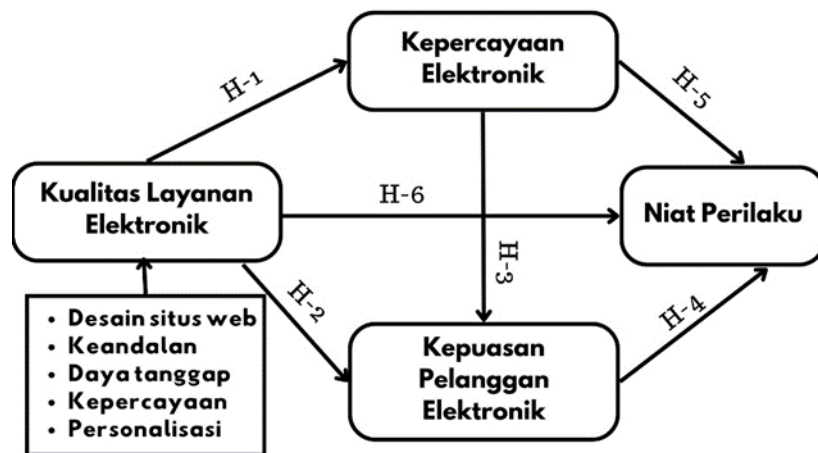 Kepercayaan
Elektronik
H-1
H-5
Kualitas Layanan
Elektronik
H-6
Niat Perilaku
H-3
H-2
H-4
• Desain situs web
• Keandalan
• Daya tanggap
• Kepercayaan
• Personalisasi
Kepuasan
Pelanggan
Elektronik